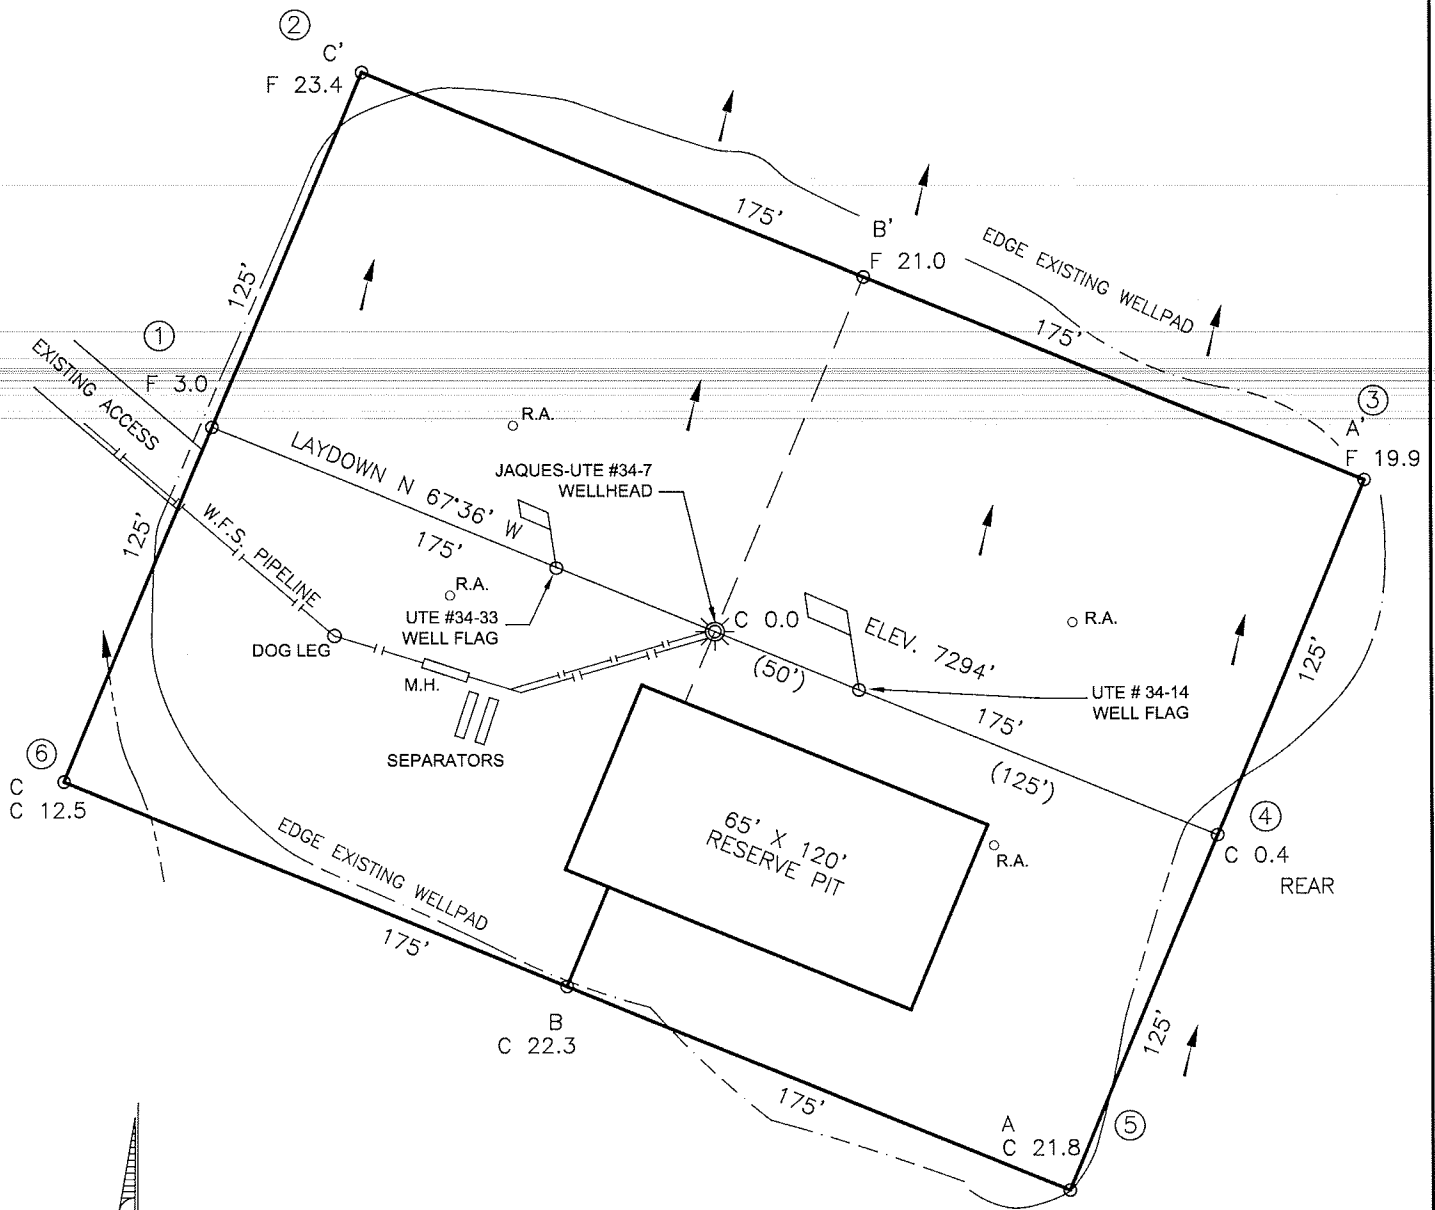 ②
C'
F 23.4
175'
B'
F 21.0
EDGE EXISTING WELLPAD
125'
①
F 3.0
EXISTING ACCESS
175'
③
A'
F 19.9
R.A.
LAYDOWN N 67°36' W
175'
JAQUES-UTE #34-7
WELLHEAD
125'
W.F.S. PIPELINE
R.A.
UTE #34-33
WELL FLAG
C 0.0
ELEV. 7294'
R.A.
DOG LEG
M.H.
(50')
125'
UTE # 34-14
WELL FLAG
175'
SEPARATORS
(125')
⑥
C
C 12.5
EDGE EXISTING WELLPAD
65' X 120'
RESERVE PIT
R.A.
④
C 0.4
REAR
175'
B
C 22.3
125'
175'
A
C 21.8
⑤